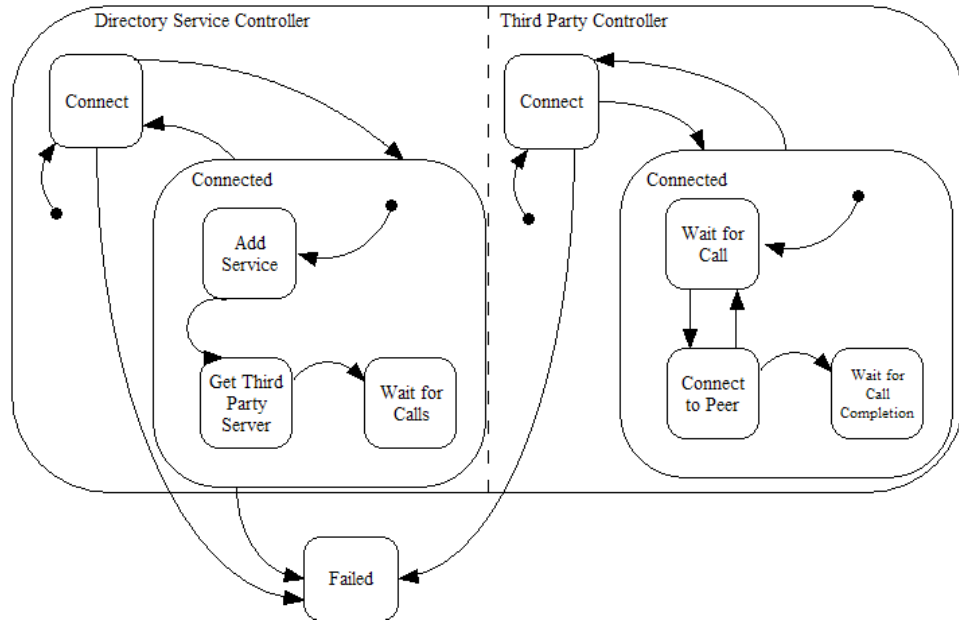 Directory Service Controller
Third Party Controller
Connect
Connect
Connected
Connected
Add
Service
Wait for
Call
Get Third
Party
Server
Wait for
Calls
Connect
to Peer
Wait for
Call
Completion
Failed